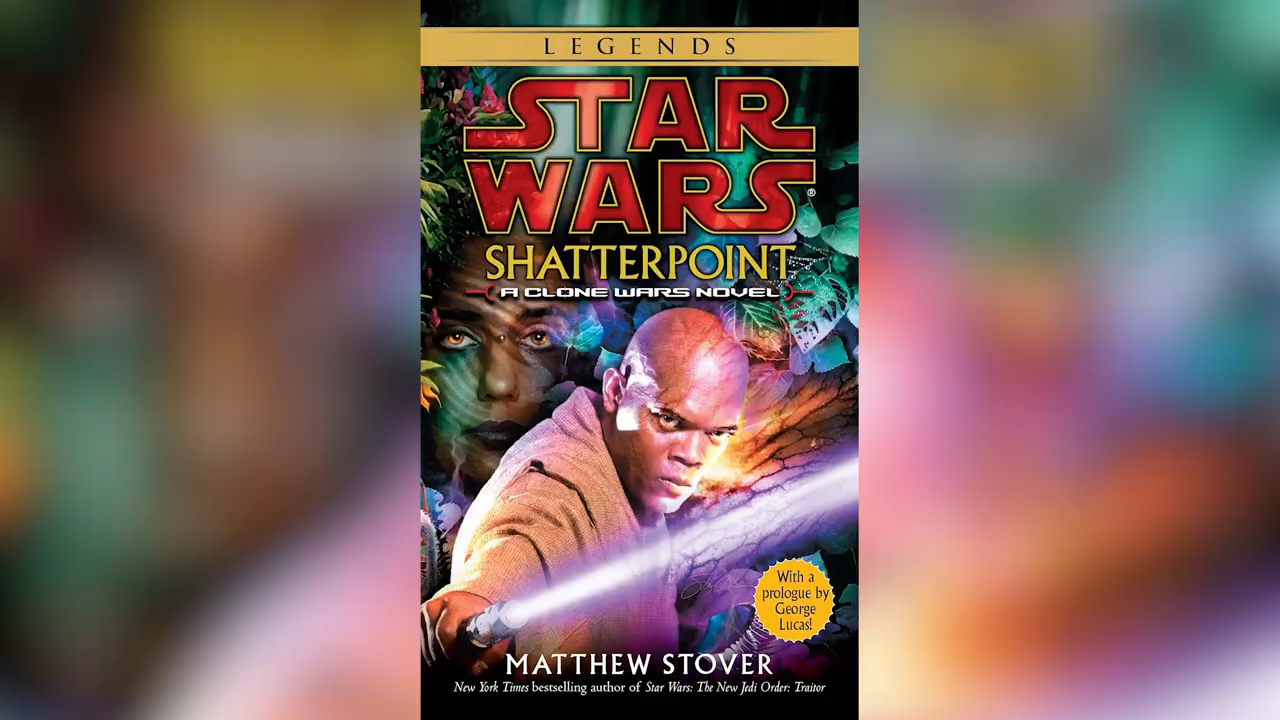 LEGENDS
STAR
WARS®
SHATTERPOINT
A CLONE WARS NOVEL
With a
prologue by
George
Lucas!
MATTHEW STOVER
New York Times bestselling author of Star Wars: The New Jedi Order: Traitor